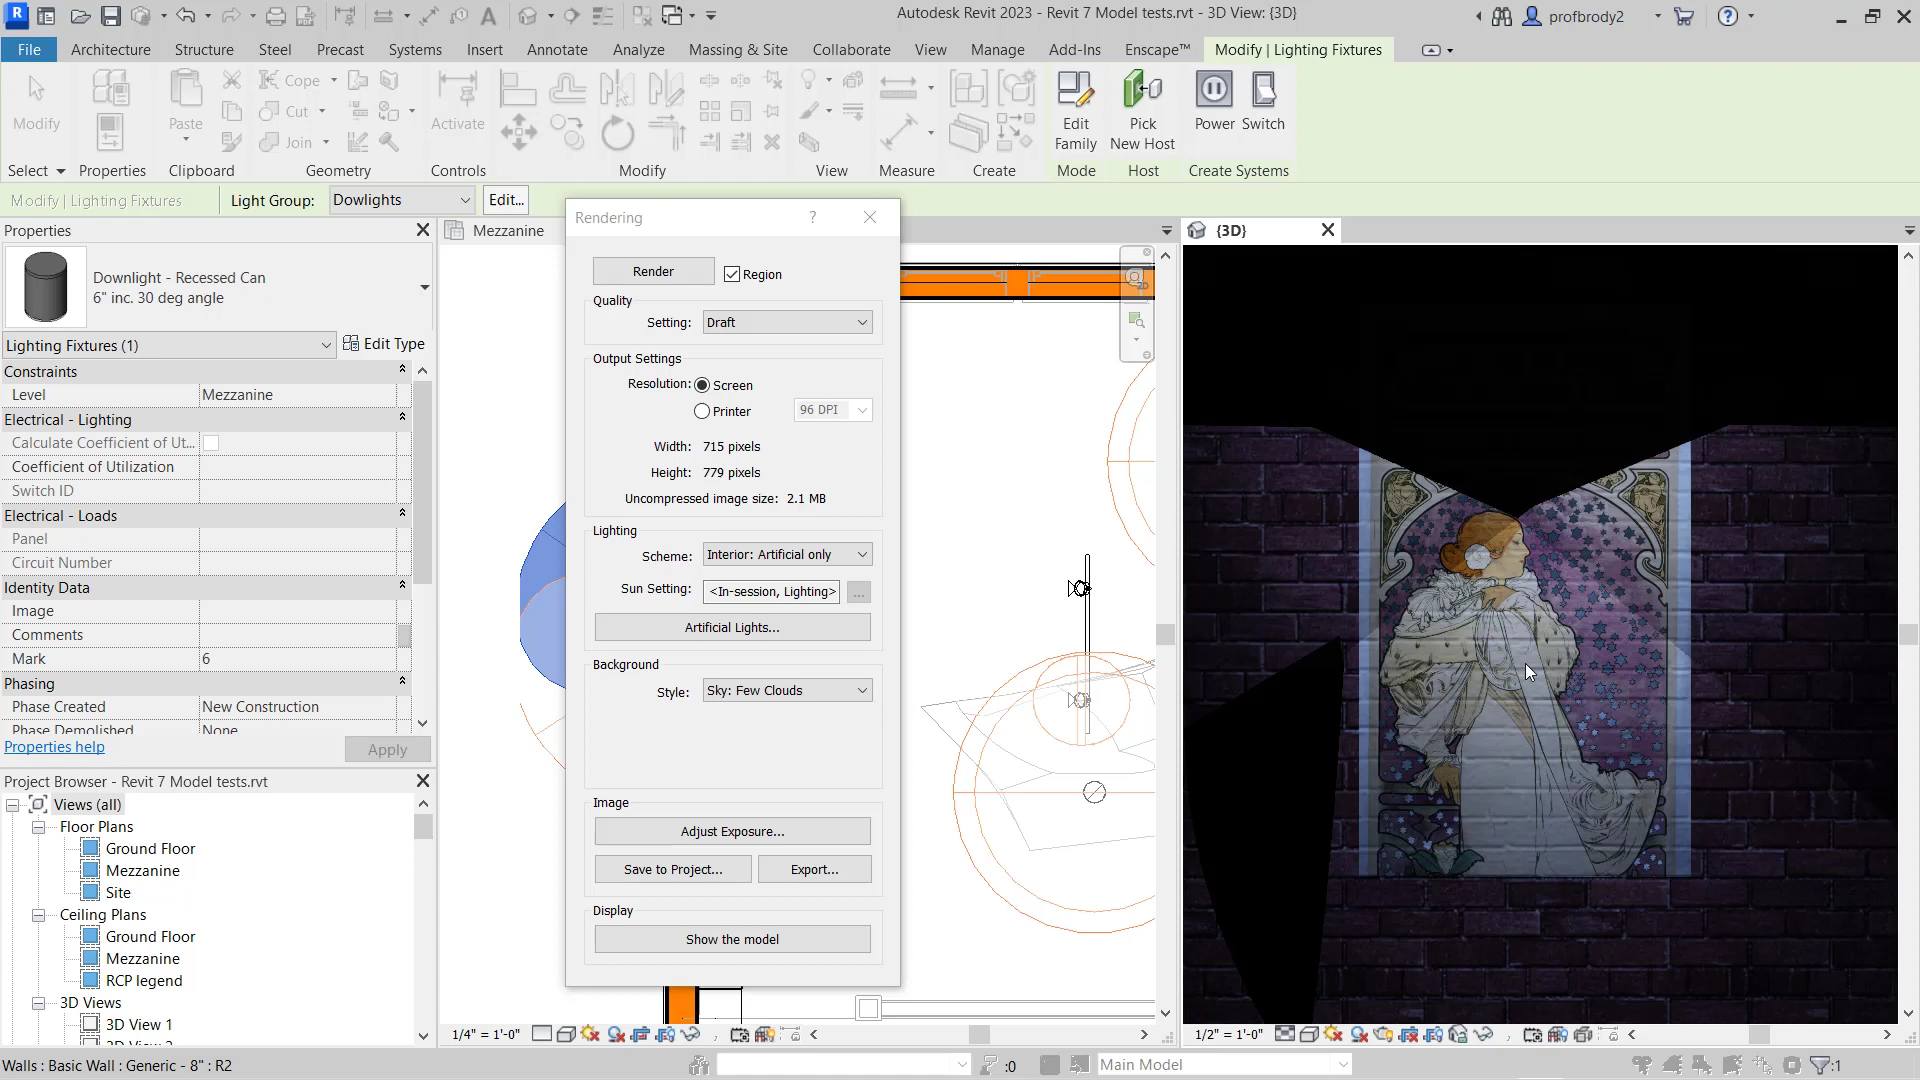 Autodesk Revit 2023 - Revit 7 Model tests.rvt - 3D View: {3D}
profbrody2
File
Architecture
Structure
Steel
Precast
Systems
Insert
Annotate
Analyze
Massing & Site
Collaborate
View
Manage
Add-Ins
Enscape™
Modify | Lighting Fixtures
Modify
Paste
Cope
Cut
Join
Activate
Edit Family
Pick New Host
Power
Switch
Select
Properties
Clipboard
Geometry
Controls
Modify
View
Measure
Create
Mode
Host
Create Systems
Modify | Lighting Fixtures
Light Group:
Dowlights
Edit...
Properties
Downlight - Recessed Can
6" inc. 30 deg angle
Lighting Fixtures (1)
Edit Type
Constraints
Level
Mezzanine
Electrical - Lighting
Calculate Coefficient of Ut...
Coefficient of Utilization
Switch ID
Electrical - Loads
Panel
Circuit Number
Identity Data
Image
Comments
Mark
6
Phasing
Phase Created
New Construction
Phase Demolished
None
Properties help
Apply
Project Browser - Revit 7 Model tests.rvt
Views (all)
Floor Plans
Ground Floor
Mezzanine
Site
Ceiling Plans
Ground Floor
Mezzanine
RCP legend
3D Views
3D View 1
3D View 2
Mezzanine
Rendering
?
Render
Region
Quality
Setting:
Draft
Output Settings
Resolution:
Screen
Printer
96 DPI
Width:
715 pixels
Height:
779 pixels
Uncompressed image size:
2.1 MB
Lighting
Scheme:
Interior: Artificial only
Sun Setting:
<In-session, Lighting>
...
Artificial Lights...
Background
Style:
Sky: Few Clouds
Image
Adjust Exposure...
Save to Project...
Export...
Display
Show the model
2D
{3D}
1/4" = 1'-0"
1/2" = 1'-0"
Walls : Basic Wall : Generic - 8" : R2
:0
Main Model
:1